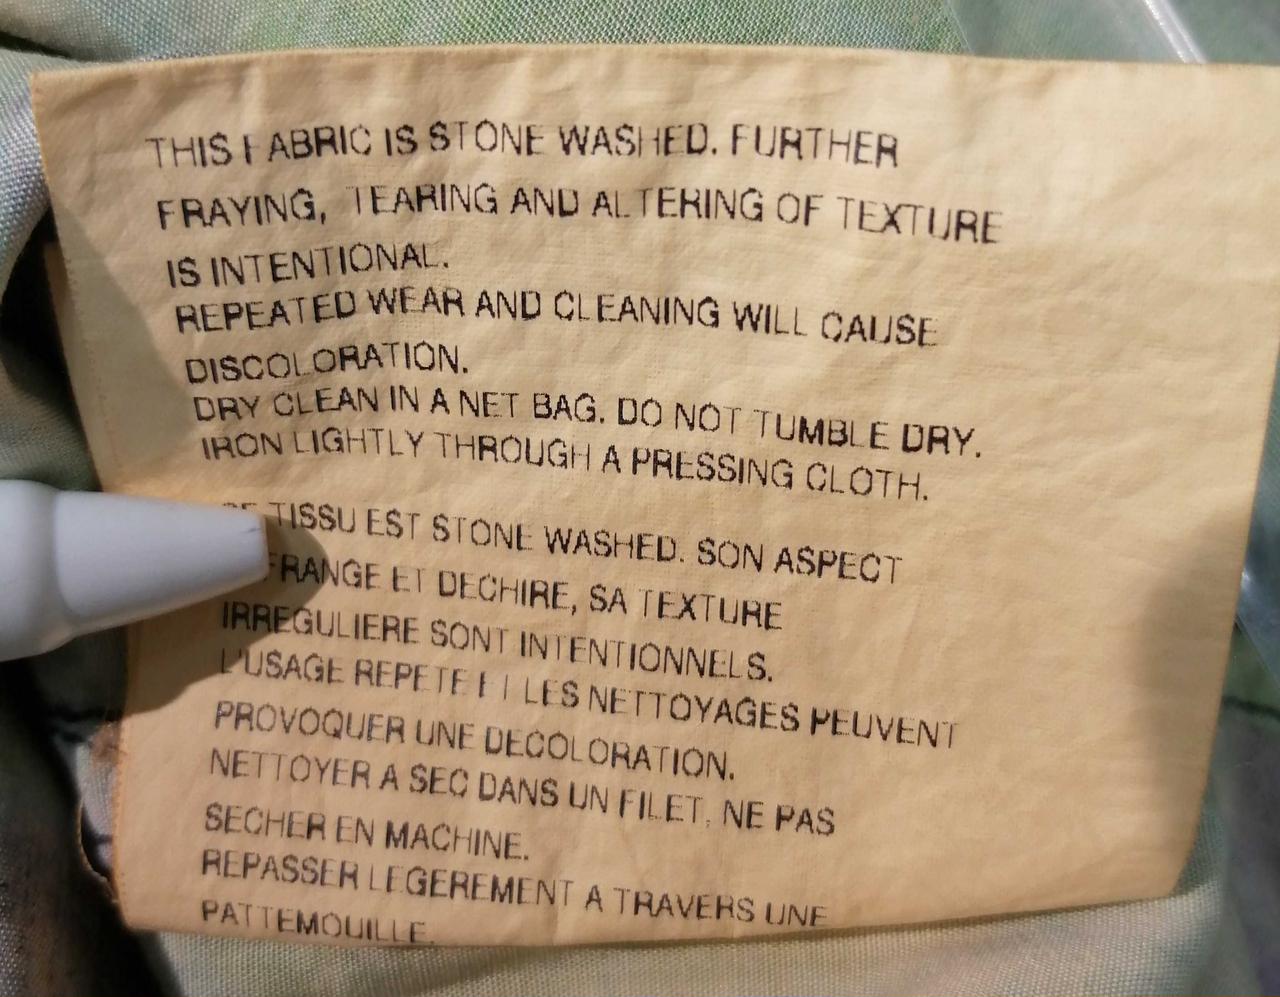 THIS FABRIC IS STONE WASHED. FURTHER
FRAYING, TEARING AND ALTERING OF TEXTURE
IS INTENTIONAL.
REPEATED WEAR AND CLEANING WILL CAUSE
DISCOLORATION.
DRY CLEAN IN A NET BAG. DO NOT TUMBLE DRY.
IRON LIGHTLY THROUGH A PRESSING CLOTH.
TISSU EST STONE WASHED. SON ASPECT
FRANGE ET DECHIRE, SA TEXTURE
IRREGULIERE SONT INTENTIONNELS.
L'USAGE REPETE ET LES NETTOYAGES PEUVENT
PROVOQUER UNE DECOLORATION.
NETTOYER A SEC DANS UN FILET, NE PAS
SECHER EN MACHINE.
REPASSER LEGEREMENT A TRAVERS UNE
PATTEMOUILLE.